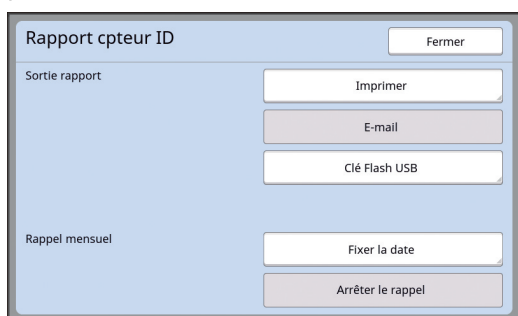 Rapport cpteur ID
Fermer
Sortie rapport
Imprimer
E-mail
Clé Flash USB
Rappel mensuel
Fixer la date
Arrêter le rappel